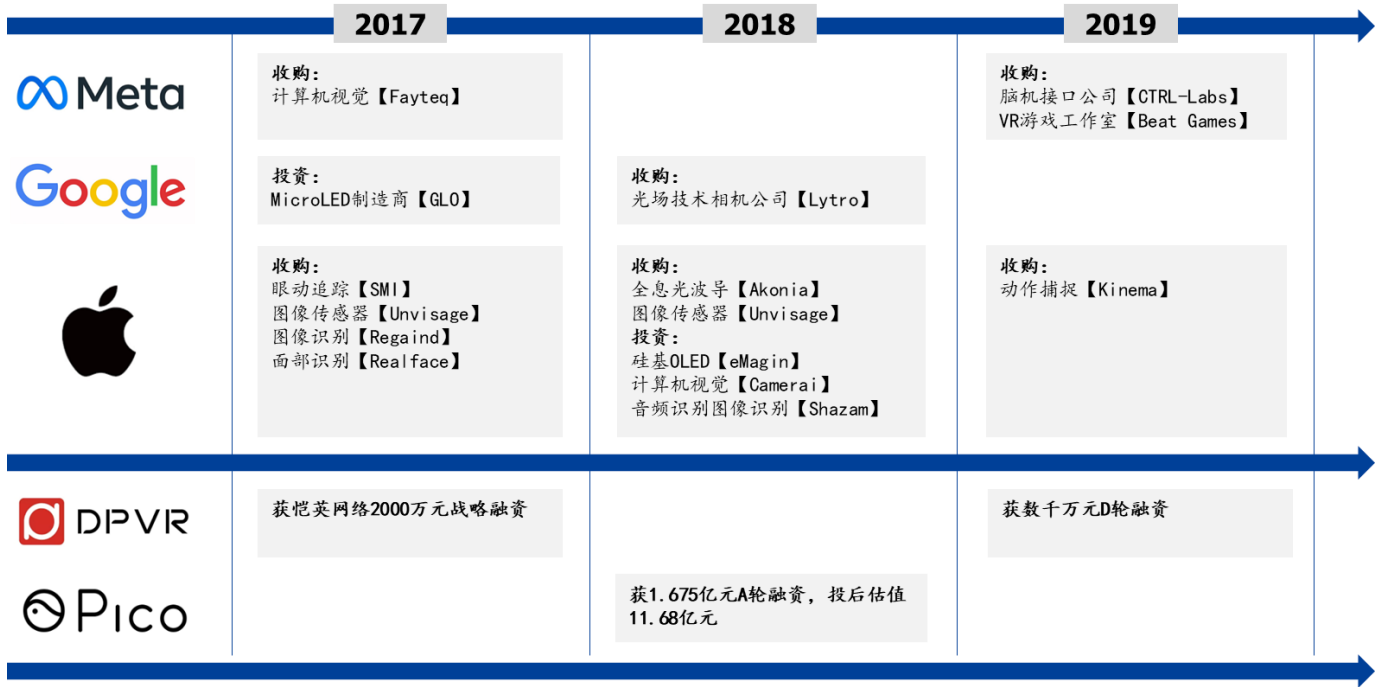 2017
2018
2019
Meta
收购:
计算机视觉【Fayteq】
收购:
脑机接口公司【CTRL-Labs】
VR游戏工作室【Beat Games】
Google
投资:
MicroLED制造商【GLO】
收购:
光场技术相机公司【Lytro】
收购:
眼动追踪【SMI】
图像传感器【Unvisage】
图像识别【Regaind】
面部识别【Realface】
收购:
全息光波导【Akonia】
图像传感器【Unvisage】
投资:
硅基OLED【eMagin】
计算机视觉【Camerai】
音频识别图像识别【Shazam】
收购:
动作捕捉【Kinema】
DPVR
获恺英网络2000万元战略融资
获数千万元D轮融资
Pico
获1.675亿元A轮融资，投后估值
11.68亿元